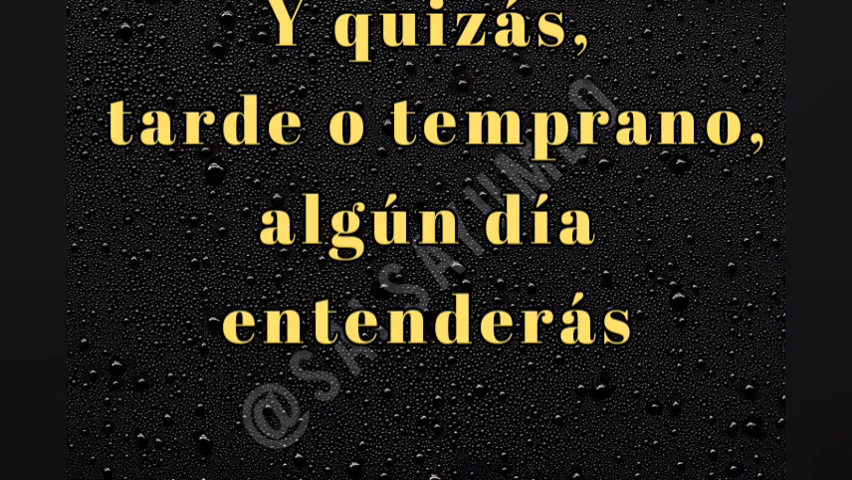 Y quizás,
tarde o temprano,
algún día
entenderás